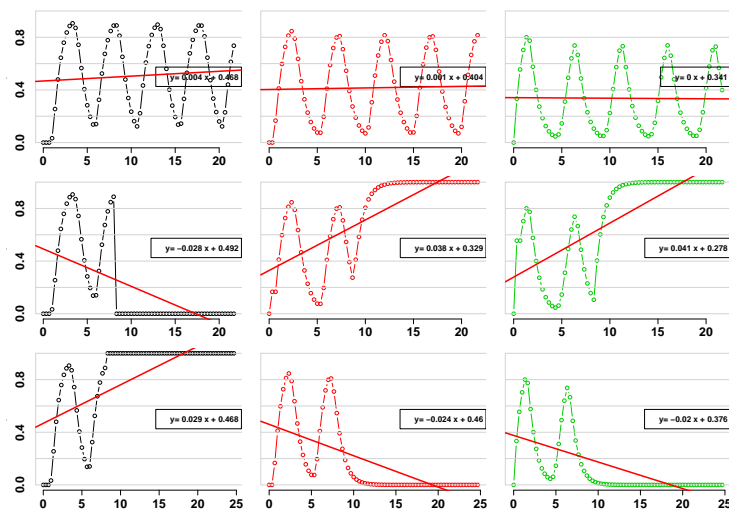 0.0 0.4 0.8
y= 0.004 x + 0.468
0 5 10 15 20
y= 0.001 x + 0.404
0 5 10 15 20
y= 0 x + 0.341
0 5 10 15 20
0.0 0.4 0.8
y= −0.028 x + 0.492
0 5 10 15 20
y= 0.038 x + 0.329
0 5 10 15 20
y= 0.041 x + 0.278
0 5 10 15 20
0.0 0.4 0.8
y= 0.029 x + 0.468
0 5 10 15 20 25
y= −0.024 x + 0.46
0 5 10 15 20
y= −0.02 x + 0.376
0 5 10 15 20 25